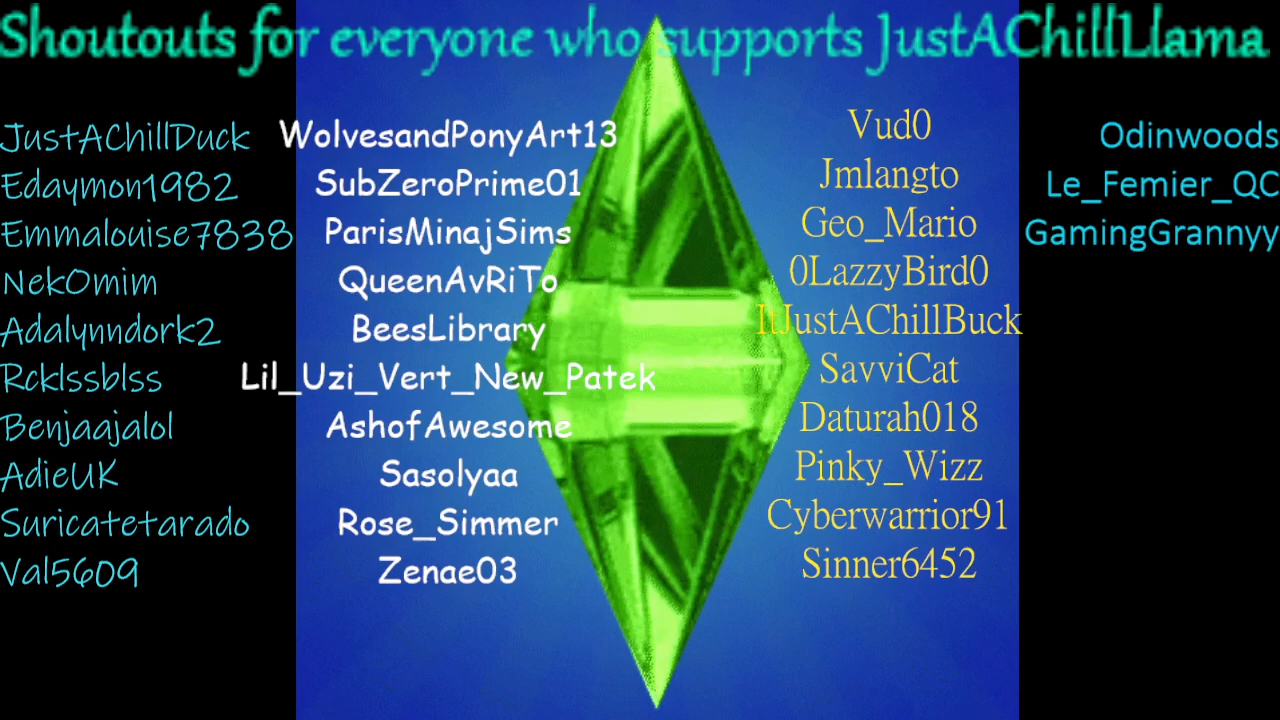 Shoutouts for everyone who supports JustAChillLlama
JustAChillDuck
Edaymon1982
Emmalouise7838
NekOmim
Adalynndork2
Rcklssblss
Benjaajalol
AdieUK
Suricatetarado
Val5609
WolvesandPonyArt13
SubZeroPrime01
ParisMinajSims
QueenAvRiTo
BeesLibrary
Lil_Uzi_Vert_New_Patek
AshofAwesome
Sasolyaa
Rose_Simmer
Zenae03
Vud0
Jmlangto
Geo_Mario
0LazzyBird0
ItJustAChillBuck
SavviCat
Daturah018
Pinky_Wizz
Cyberwarrior91
Sinner6452
Odinwoods
Le_Femier_QC
GamingGrannyy